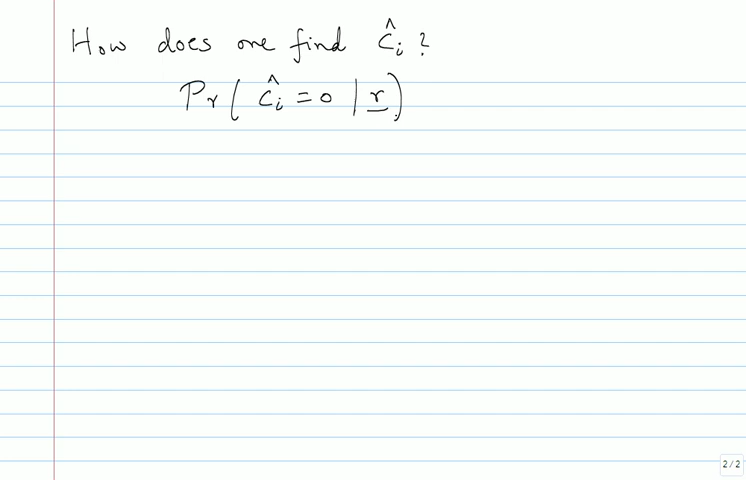 How does one find ĉᵢ?
Pr( ĉᵢ = 0 | r̲ )
2/2